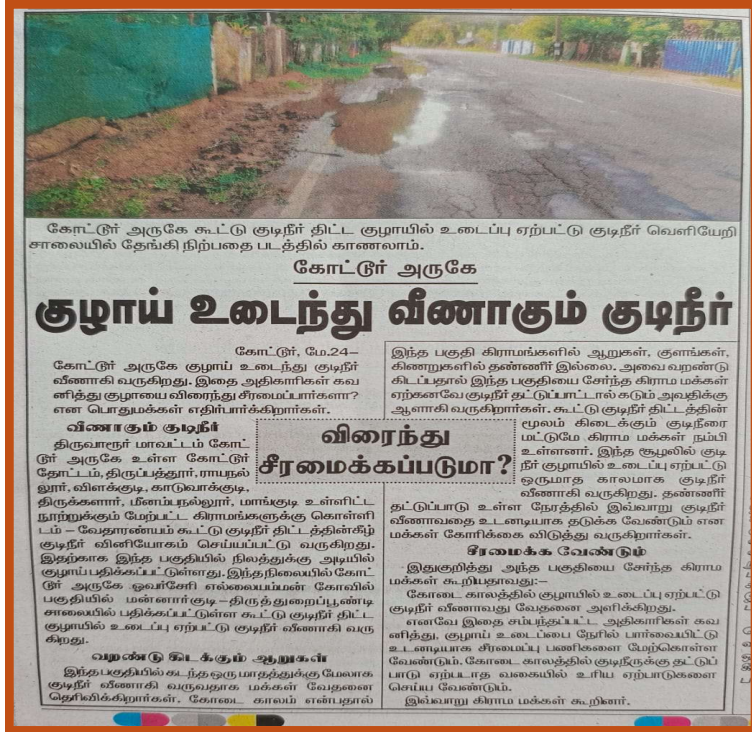 கோட்டூர் அருகே கூட்டு குடிநீர் திட்ட குழாயில் உடைப்பு ஏற்பட்டு குடிநீர் வெளியேறி
சாலையில் தேங்கி நிற்பதை படத்தில் காணலாம்.
கோட்டூர் அருகே
குழாய் உடைந்து வீணாகும் குடிநீர்
கோட்டூர், மே.24–
கோட்டூர் அருகே குழாய் உடைந்து குடிநீர்
வீணாகி வருகிறது. இதை அதிகாரிகள் கவ
னித்து குழாயை விரைந்து சீரமைப்பார்களா?
என பொதுமக்கள் எதிர்பார்க்கிறார்கள்.
வீணாகும் குடிநீர்
திருவாரூர் மாவட்டம் கோட்
டூர் அருகே உள்ள கோட்டூர்
தோட்டம், திருப்பத்தூர், ராயநல்
லூர், விளக்குடி, காடுவாக்குடி,
திருக்களார், மீனம்பநல்லூர், மாங்குடி உள்ளிட்ட
நூற்றுக்கும் மேற்பட்ட கிராமங்களுக்கு கொள்ளி
டம் – வேதாரண்யம் கூட்டு குடிநீர் திட்டத்தின்கீழ்
குடிநீர் வினியோகம் செய்யப்பட்டு வருகிறது.
இதற்காக இந்த பகுதியில் நிலத்துக்கு அடியில்
குழாய் பதிக்கப்பட்டுள்ளது. இந்தநிலையில் கோட்
டூர் அருகே ஓவர்சேரி எல்லையம்மன் கோவில்
பகுதியில் மன்னார்குடி–திருத்துறைப்பூண்டி
சாலையில் பதிக்கப்பட்டுள்ள கூட்டு குடிநீர் திட்ட
குழாயில் உடைப்பு ஏற்பட்டு குடிநீர் வீணாகி வரு
கிறது.
வறண்டு கிடக்கும் ஆறுகள்
இந்த பகுதியில் கடந்த ஒரு மாதத்துக்கு மேலாக
குடிநீர் வீணாகி வருவதாக மக்கள் வேதனை
தெரிவிக்கிறார்கள். கோடை காலம் என்பதால்
விரைந்து
சீரமைக்கப்படுமா?
இந்த பகுதி கிராமங்களில் ஆறுகள், குளங்கள்,
கிணறுகளில் தண்ணீர் இல்லை. அவை வறண்டு
கிடப்பதால் இந்த பகுதியை சேர்ந்த கிராம மக்கள்
ஏற்கனவே குடிநீர் தட்டுப்பாட்டால் கடும் அவதிக்கு
ஆளாகி வருகிறார்கள். கூட்டு குடிநீர் திட்டத்தின்
மூலம் கிடைக்கும் குடிநீரை
மட்டுமே கிராம மக்கள் நம்பி
உள்ளனர். இந்த சூழலில் குடி
நீர் குழாயில் உடைப்பு ஏற்பட்டு
ஒருமாத காலமாக குடிநீர்
வீணாகி வருகிறது. தண்ணீர்
தட்டுப்பாடு உள்ள நேரத்தில் இவ்வாறு குடிநீர்
வீணாவதை உடனடியாக தடுக்க வேண்டும் என
மக்கள் கோரிக்கை விடுத்து வருகிறார்கள்.
சீரமைக்க வேண்டும்
இதுகுறித்து அந்த பகுதியை சேர்ந்த கிராம
மக்கள் கூறியதாவது:–
கோடை காலத்தில் குழாயில் உடைப்பு ஏற்பட்டு
குடிநீர் வீணாவது வேதனை அளிக்கிறது.
எனவே இதை சம்பந்தப்பட்ட அதிகாரிகள் கவ
னித்து, குழாய் உடைப்பை நேரில் பார்வையிட்டு
உடனடியாக சீரமைப்பு பணிகளை மேற்கொள்ள
வேண்டும். கோடை காலத்தில் குடிநீருக்கு தட்டுப்
பாடு ஏற்படாத வகையில் உரிய ஏற்பாடுகளை
செய்ய வேண்டும்.
இவ்வாறு கிராம மக்கள் கூறினர்.